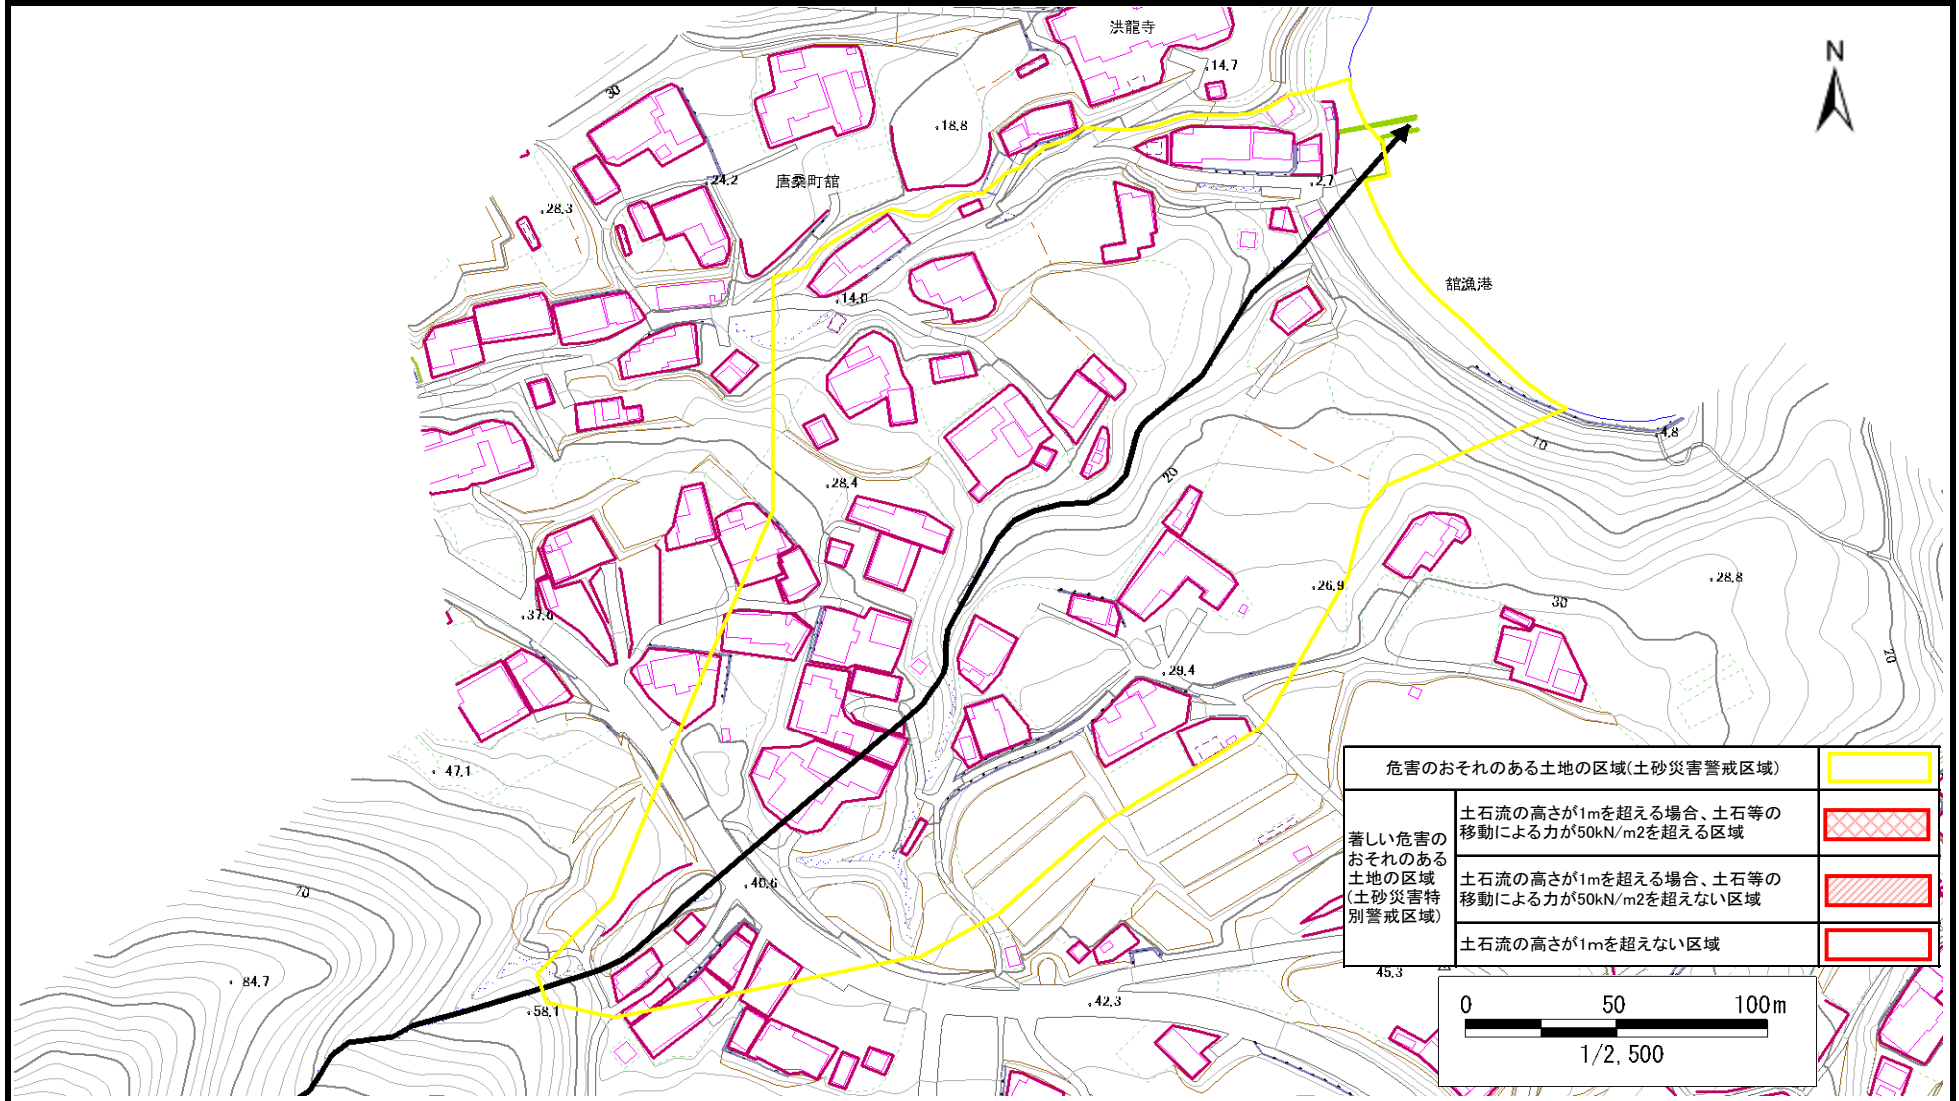 洪龍寺
N
14.7
30
18.8
24.2
唐桑町舘
2.7
28.3
舘漁港
14.0
4.8
10
20
28.4
26.9
28.8
30
37.6
29.4
20
47.1
危害のおそれのある土地の区域(土砂災害警戒区域)
著しい危害の
おそれのある
土地の区域
(土砂災害特
別警戒区域)
土石流の高さが1mを超える場合、土石等の
移動による力が50kN/m2を超える区域
土石流の高さが1mを超える場合、土石等の
移動による力が50kN/m2を超えない区域
土石流の高さが1mを超えない区域
70
40.6
84.7
58.1
42.3
45.3
0 50 100m
1/2,500